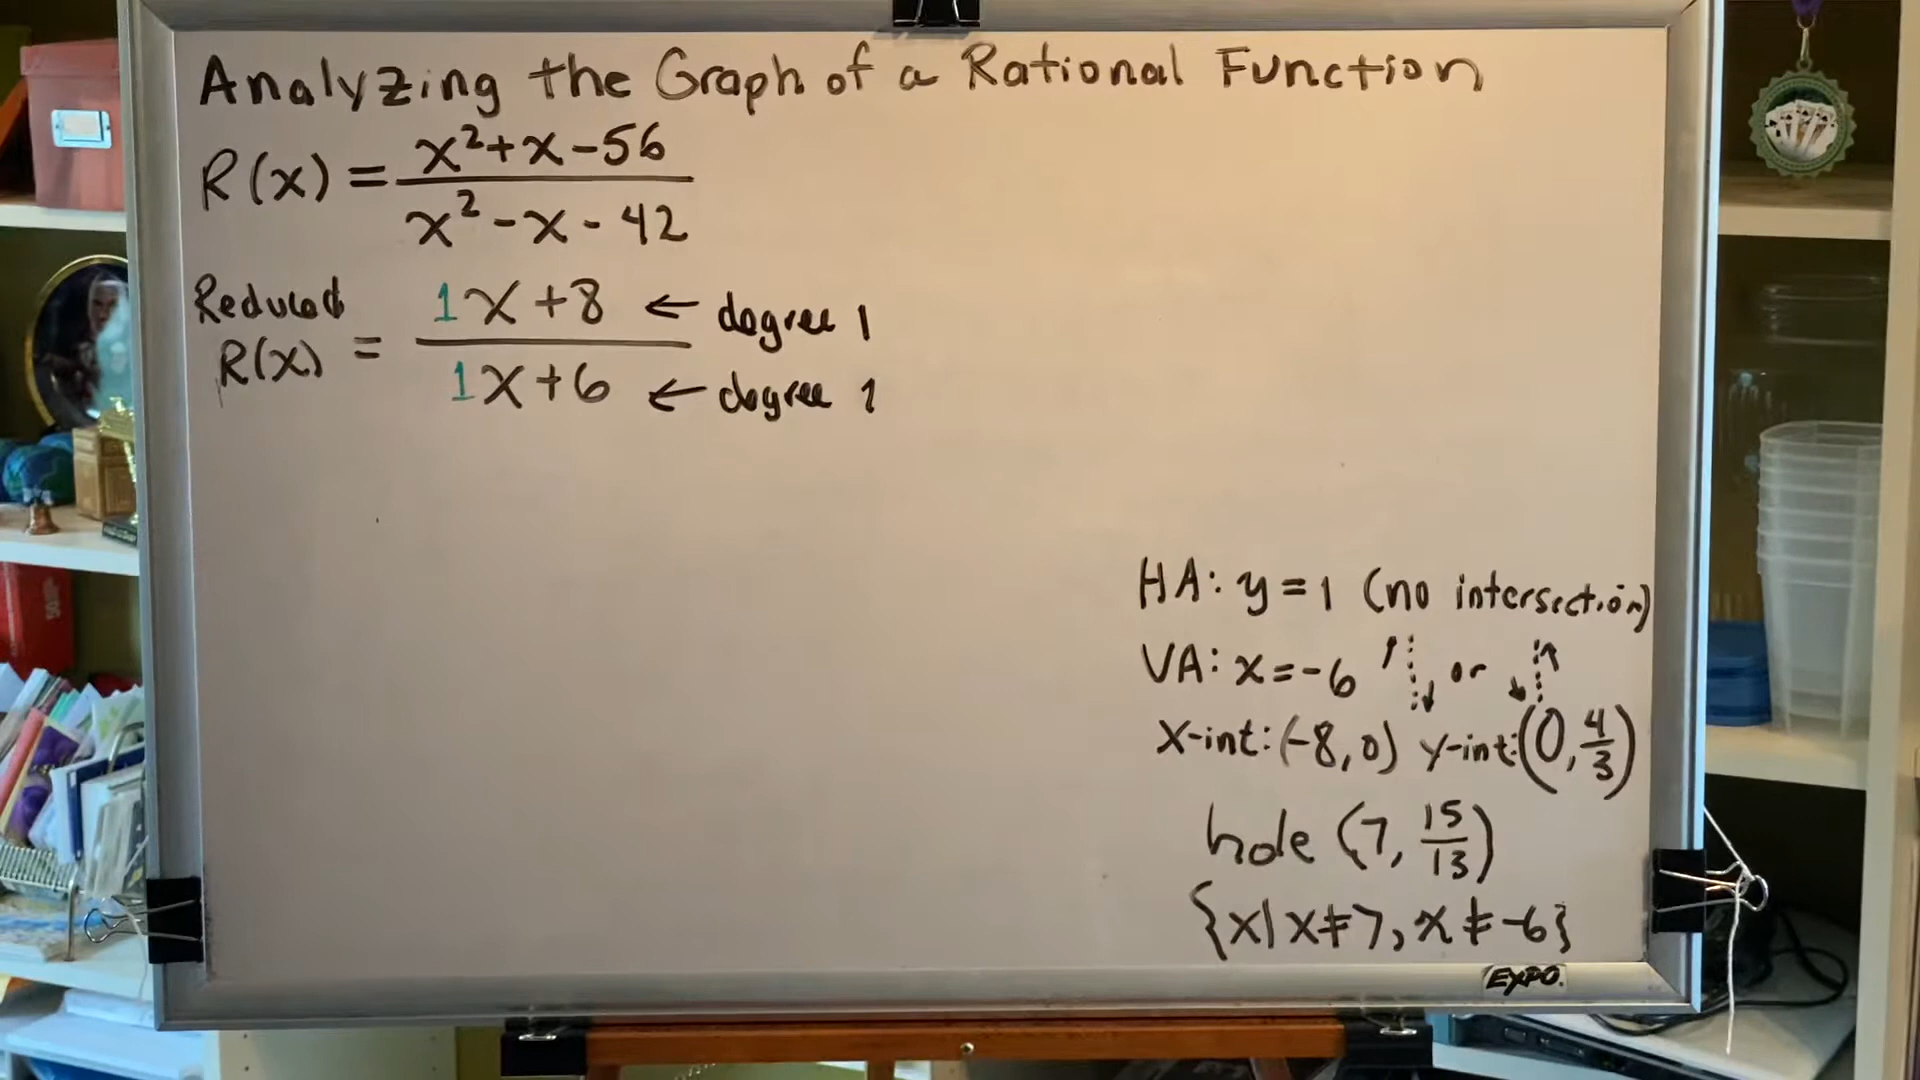 Analyzing the Graph of a Rational Function
R(x) = x²+x-56
x²-x-42
Reduced
R(x) = 1x+8 ← degree 1
1x+6 ← degree 1
HA: y=1 (no intersection)
VA: x=-6 ↑⋮↓ or ↓⋮↑
x-int: (-8,0) y-int: (0, 4/3)
hole (7, 15/13)
{x| x≠7, x≠-6}
EXPO.